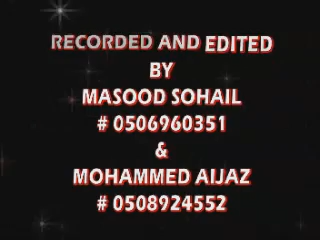 RECORDED AND EDITED
BY
MASOOD SOHAIL
# 0506960351
&
MOHAMMED AIJAZ
# 0508924552